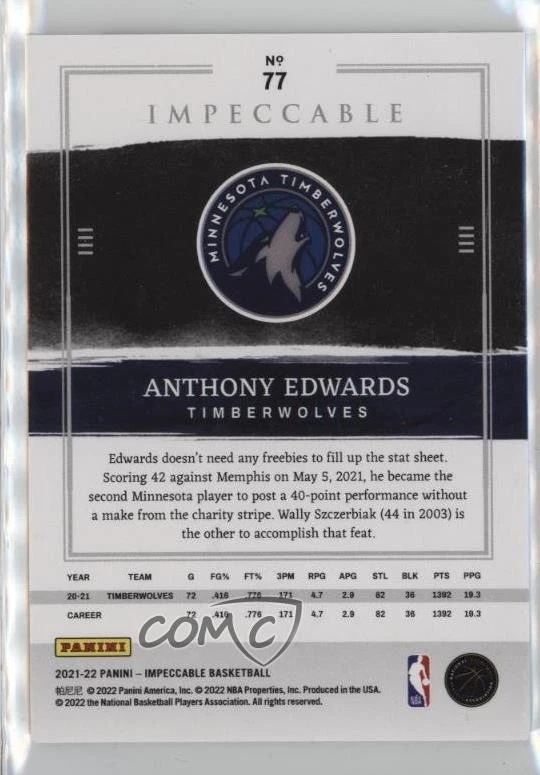 Nº
77
IMPECCABLE
MINNESOTA TIMBERWOLVES
ANTHONY EDWARDS
TIMBERWOLVES
Edwards doesn't need any freebies to fill up the stat sheet.
Scoring 42 against Memphis on May 5, 2021, he became the
second Minnesota player to post a 40-point performance without
a make from the charity stripe. Wally Szczerbiak (44 in 2003) is
the other to accomplish that feat.
YEAR TEAM G FG% FT% 3PM RPG APG STL BLK PTS PPG
20-21 TIMBERWOLVES 72 .416 .776 171 4.7 2.9 82 36 1392 19.3
CAREER 72 .416 .776 171 4.7 2.9 82 36 1392 19.3
COMC
PANINI
2021-22 PANINI – IMPECCABLE BASKETBALL
帕尼尼 © 2022 Panini America, Inc. © 2022 NBA Properties, Inc. Produced in the USA.
© 2022 the National Basketball Players Association. All rights reserved.
NBA